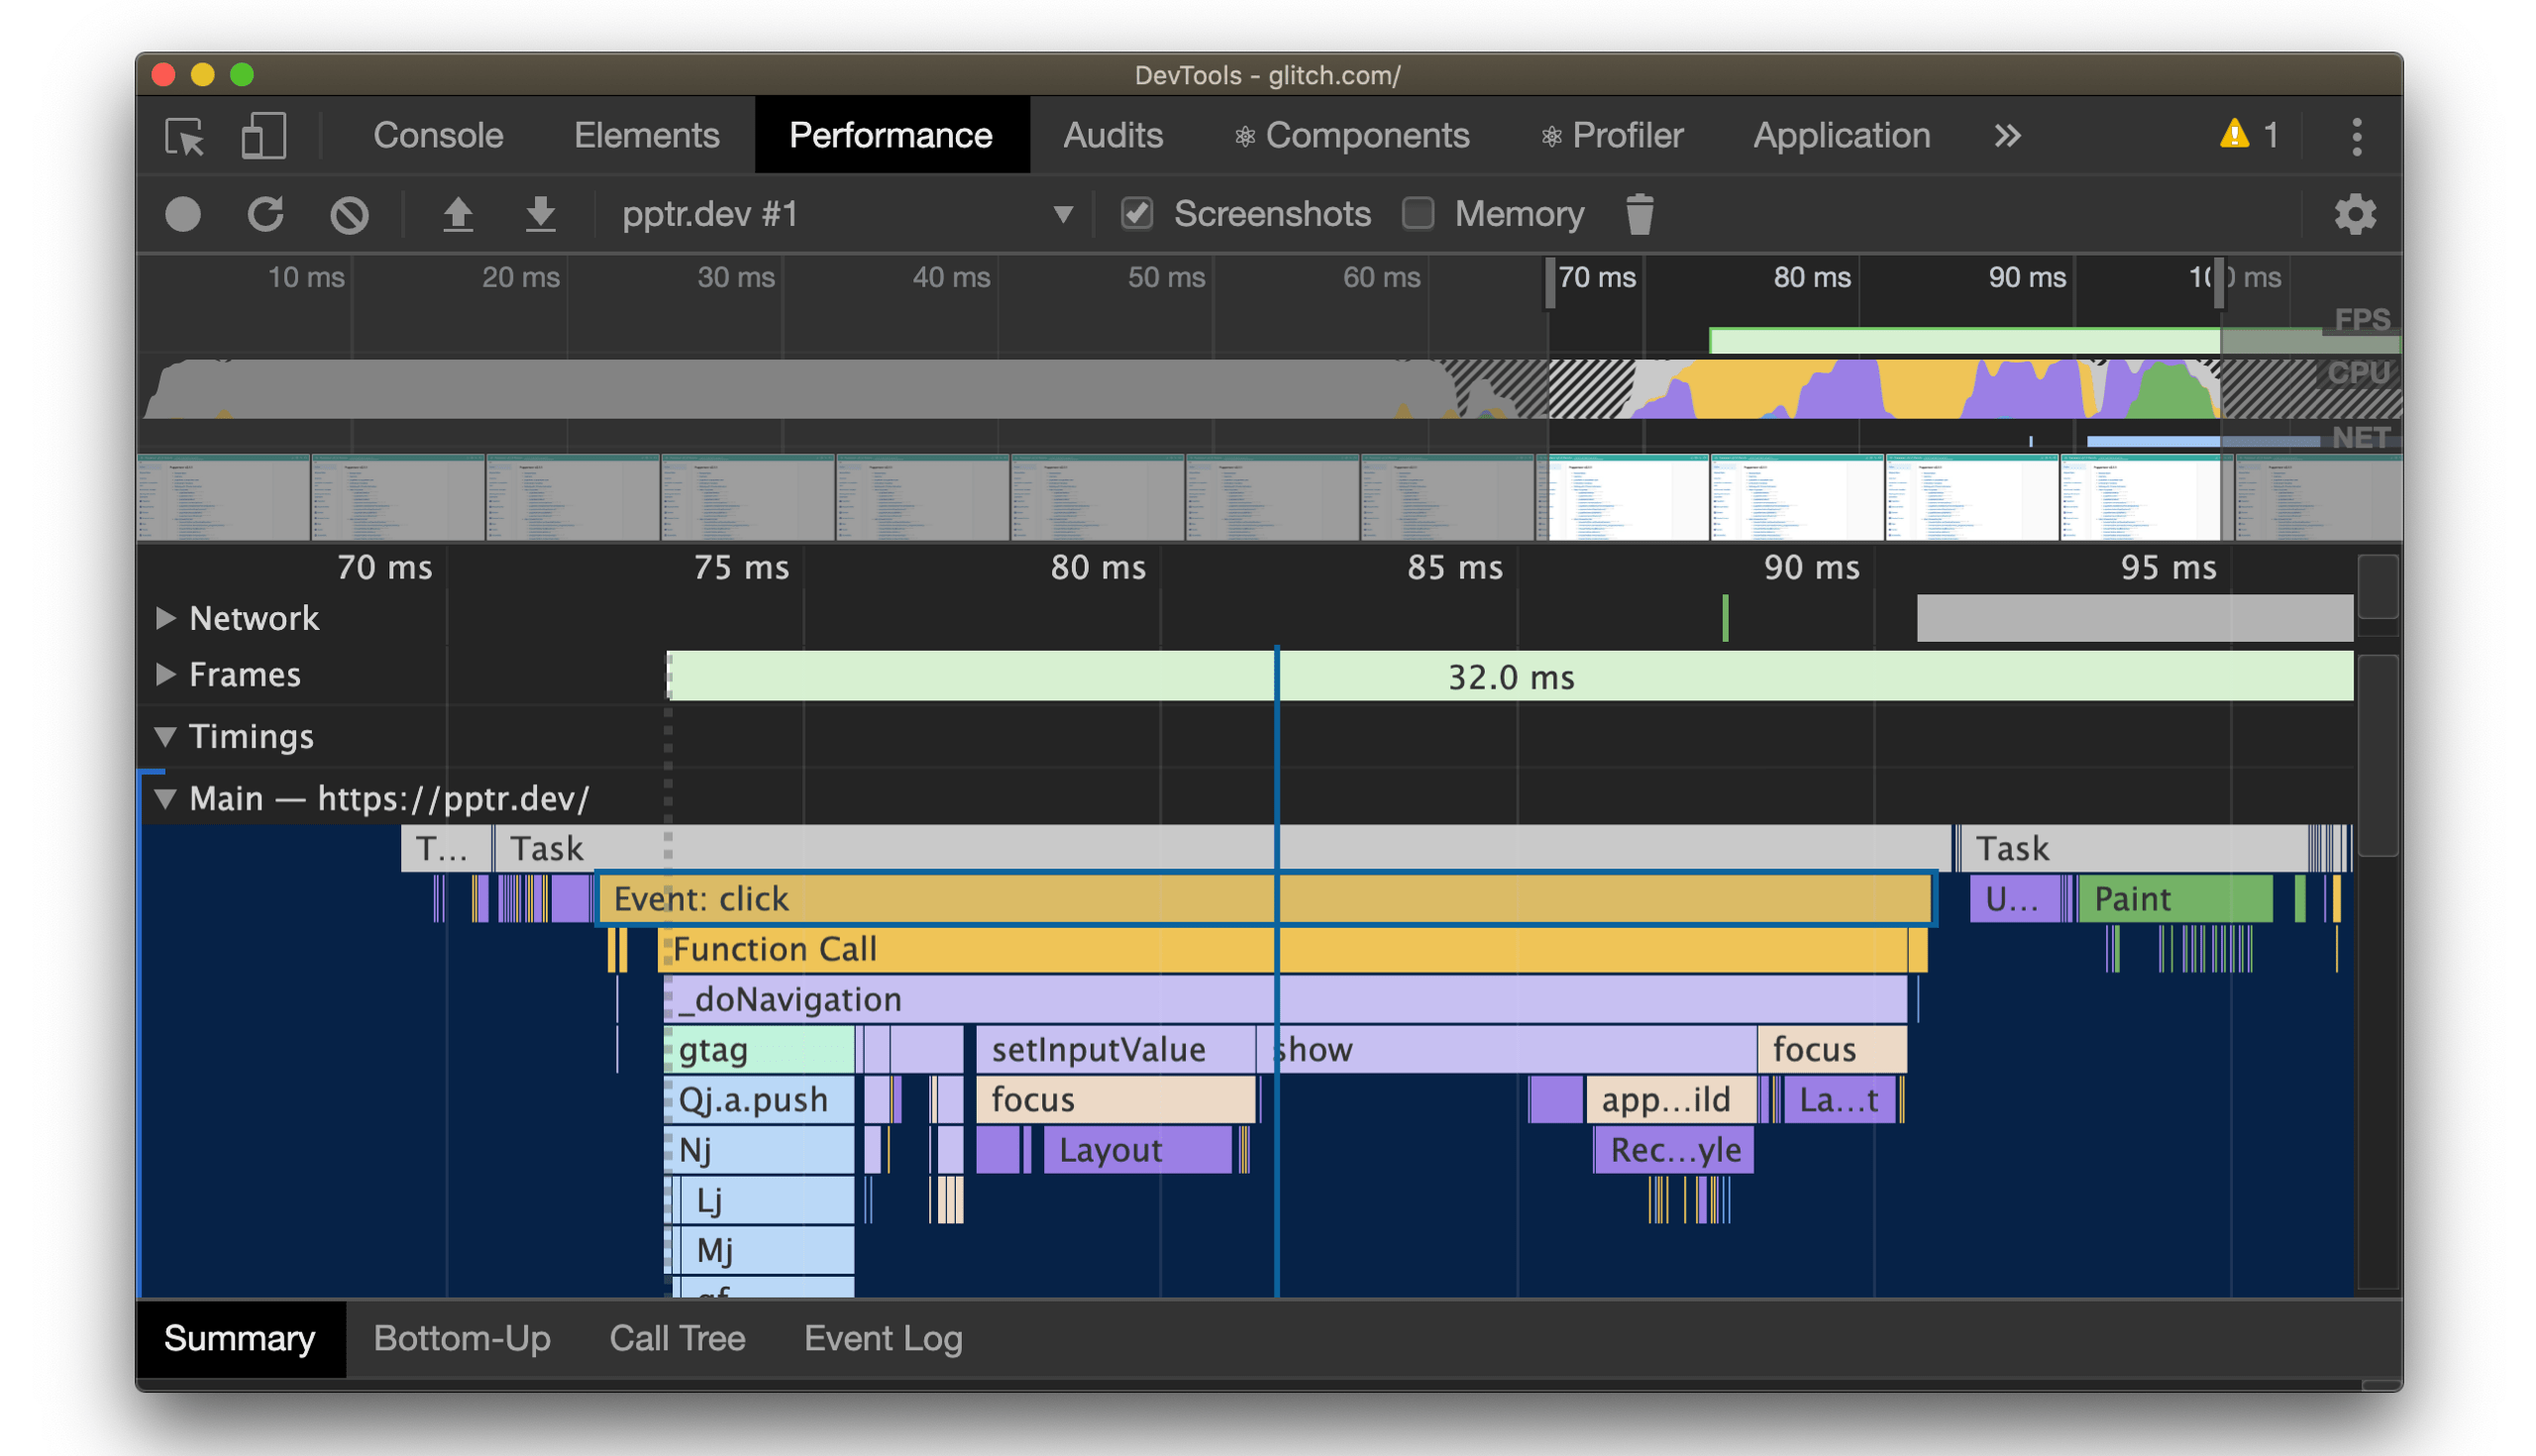 DevTools - glitch.com/
Console Elements Performance Audits Components Profiler Application 1
pptr.dev #1 Screenshots Memory
10 ms 20 ms 30 ms 40 ms 50 ms 60 ms 70 ms 80 ms 90 ms 100 ms
FPS
CPU
NET
70 ms 75 ms 80 ms 85 ms 90 ms 95 ms
Network
Frames 32.0 ms
Timings
Main — https://pptr.dev/
T... Task Task
Event: click U... Paint
Function Call
_doNavigation
gtag setInputValue show focus
Qj.a.push focus app...ild La...t
Nj Layout Rec...yle
Lj
Mj
Summary Bottom-Up Call Tree Event Log